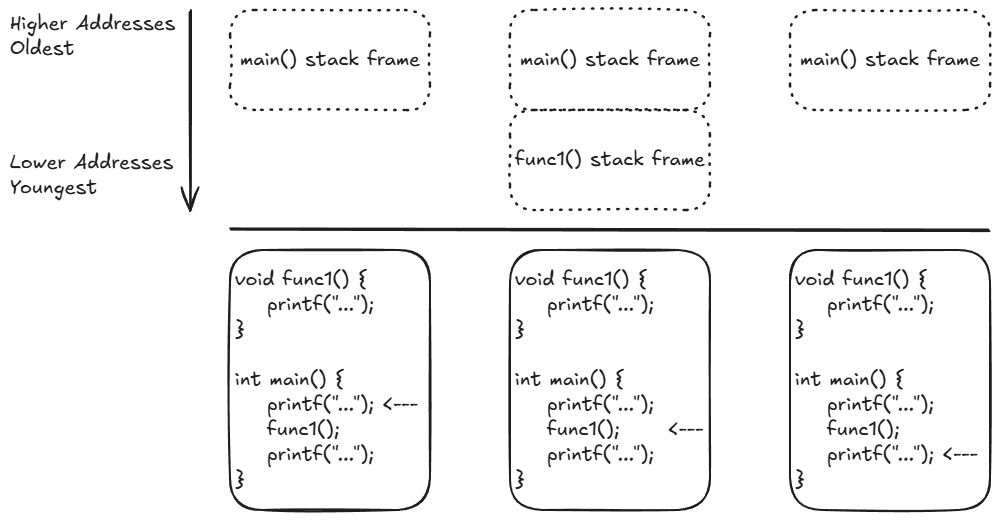 Higher Addresses
Oldest
main() stack frame
main() stack frame
main() stack frame
Lower Addresses
Youngest
func1() stack frame
void func1() {
printf("...");
}
int main() {
printf("..."); <---
func1();
printf("...");
}
void func1() {
printf("...");
}
int main() {
printf("...");
func1(); <---
printf("...");
}
void func1() {
printf("...");
}
int main() {
printf("...");
func1();
printf("..."); <---
}